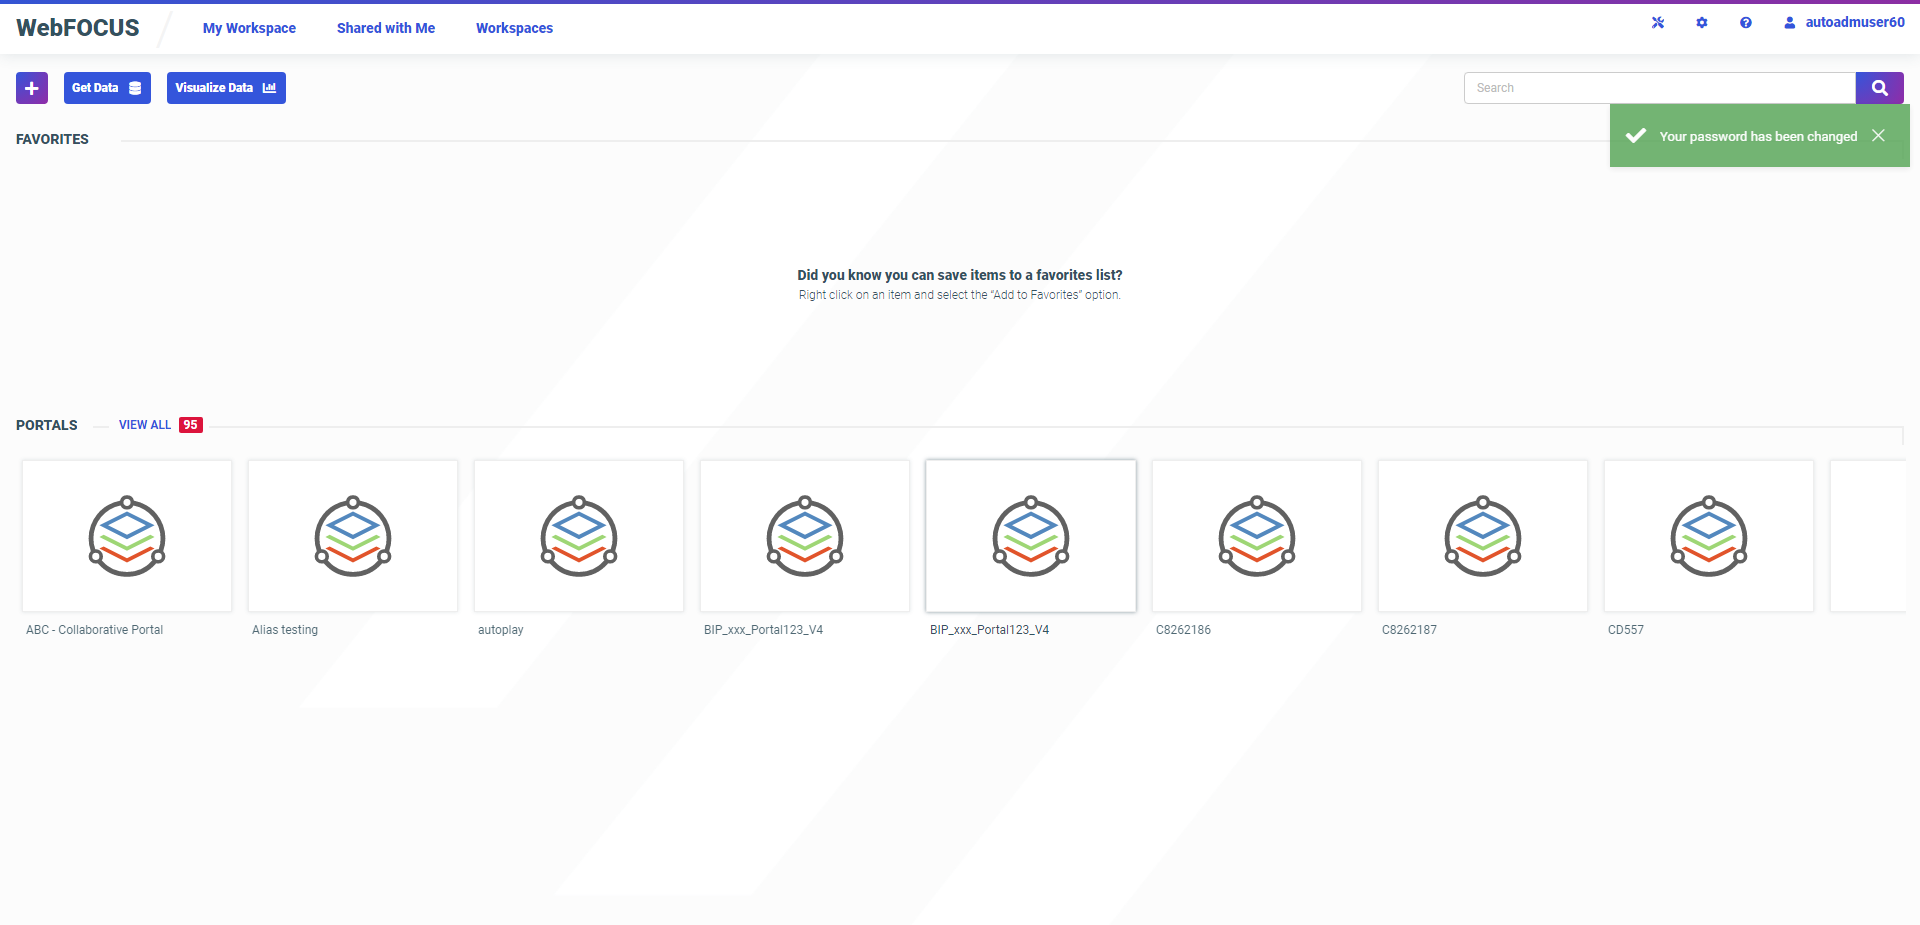 WebFOCUS
My Workspace
Shared with Me
Workspaces
autoadmuser60
Get Data
Visualize Data
Search
Your password has been changed
FAVORITES
Did you know you can save items to a favorites list?
Right click on an item and select the "Add to Favorites" option.
PORTALS
VIEW ALL 95
ABC - Collaborative Portal
Alias testing
autoplay
BIP_xxx_Portal123_V4
BIP_xxx_Portal123_V4
C8262186
C8262187
CD557